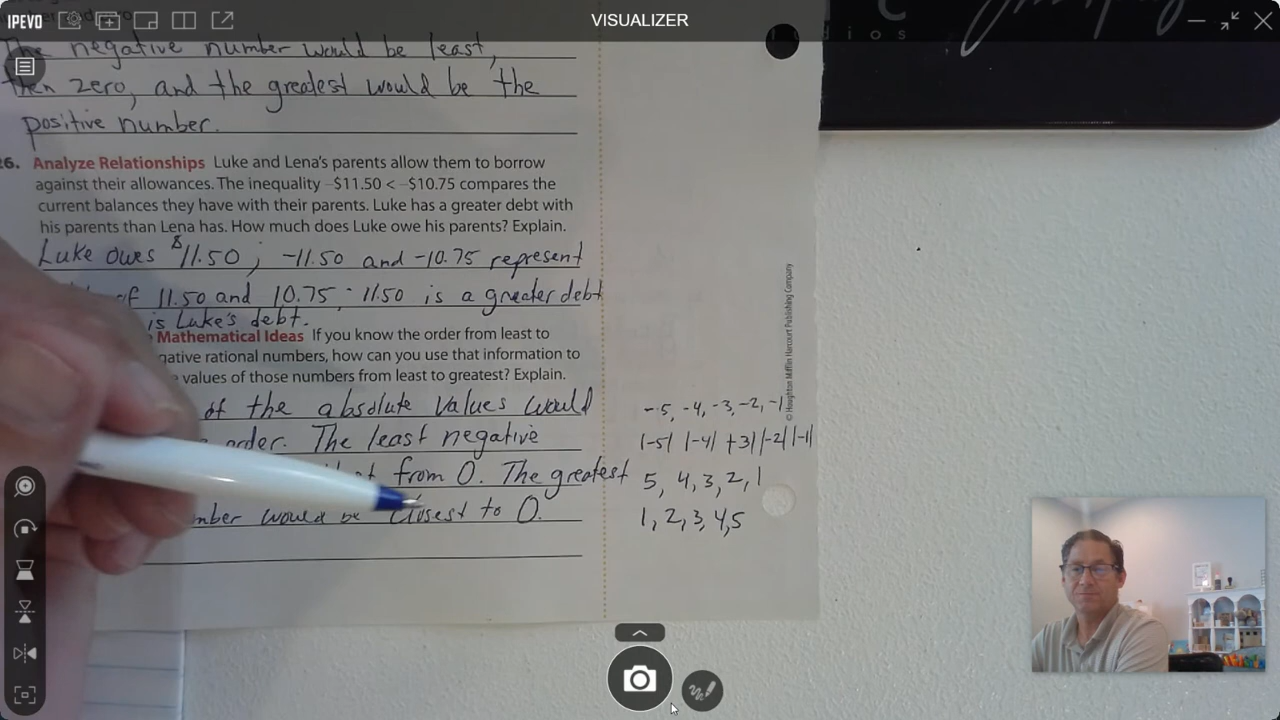 IPEVO
VISUALIZER
The negative number would be least,
then zero, and the greatest would be the
positive number.
dios
26. Analyze Relationships Luke and Lena's parents allow them to borrow
against their allowances. The inequality -$11.50 < -$10.75 compares the
current balances they have with their parents. Luke has a greater debt with
his parents than Lena has. How much does Luke owe his parents? Explain.
Luke owes $11.50; -11.50 and -10.75 represent
of 11.50 and 10.75. 11.50 is a greater debt
is Luke's debt.
Mathematical Ideas If you know the order from least to
gative rational numbers, how can you use that information to
values of those numbers from least to greatest? Explain.
of the absolute values would
order. The least negative
from 0. The greatest
mber would be closest to 0.
-5, -4, -3, -2, -1
|-5| |-4| |-3| |-2| |-1|
5, 4, 3, 2, 1
1, 2, 3, 4, 5
© Houghton Mifflin Harcourt Publishing Company